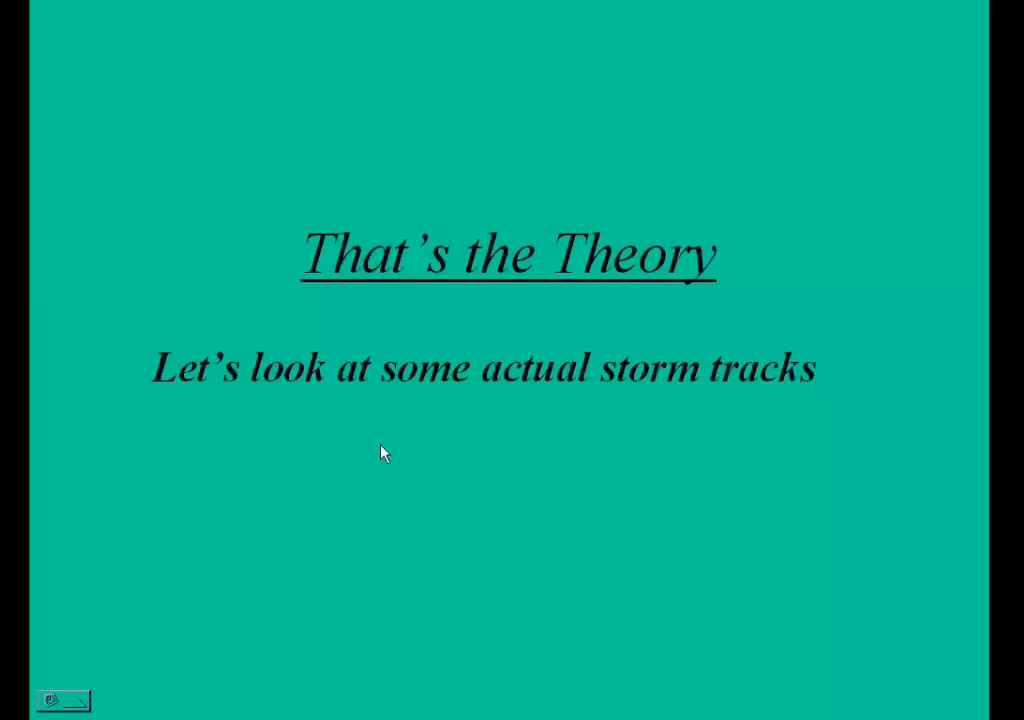 That’s the Theory
Let’s look at some actual storm tracks